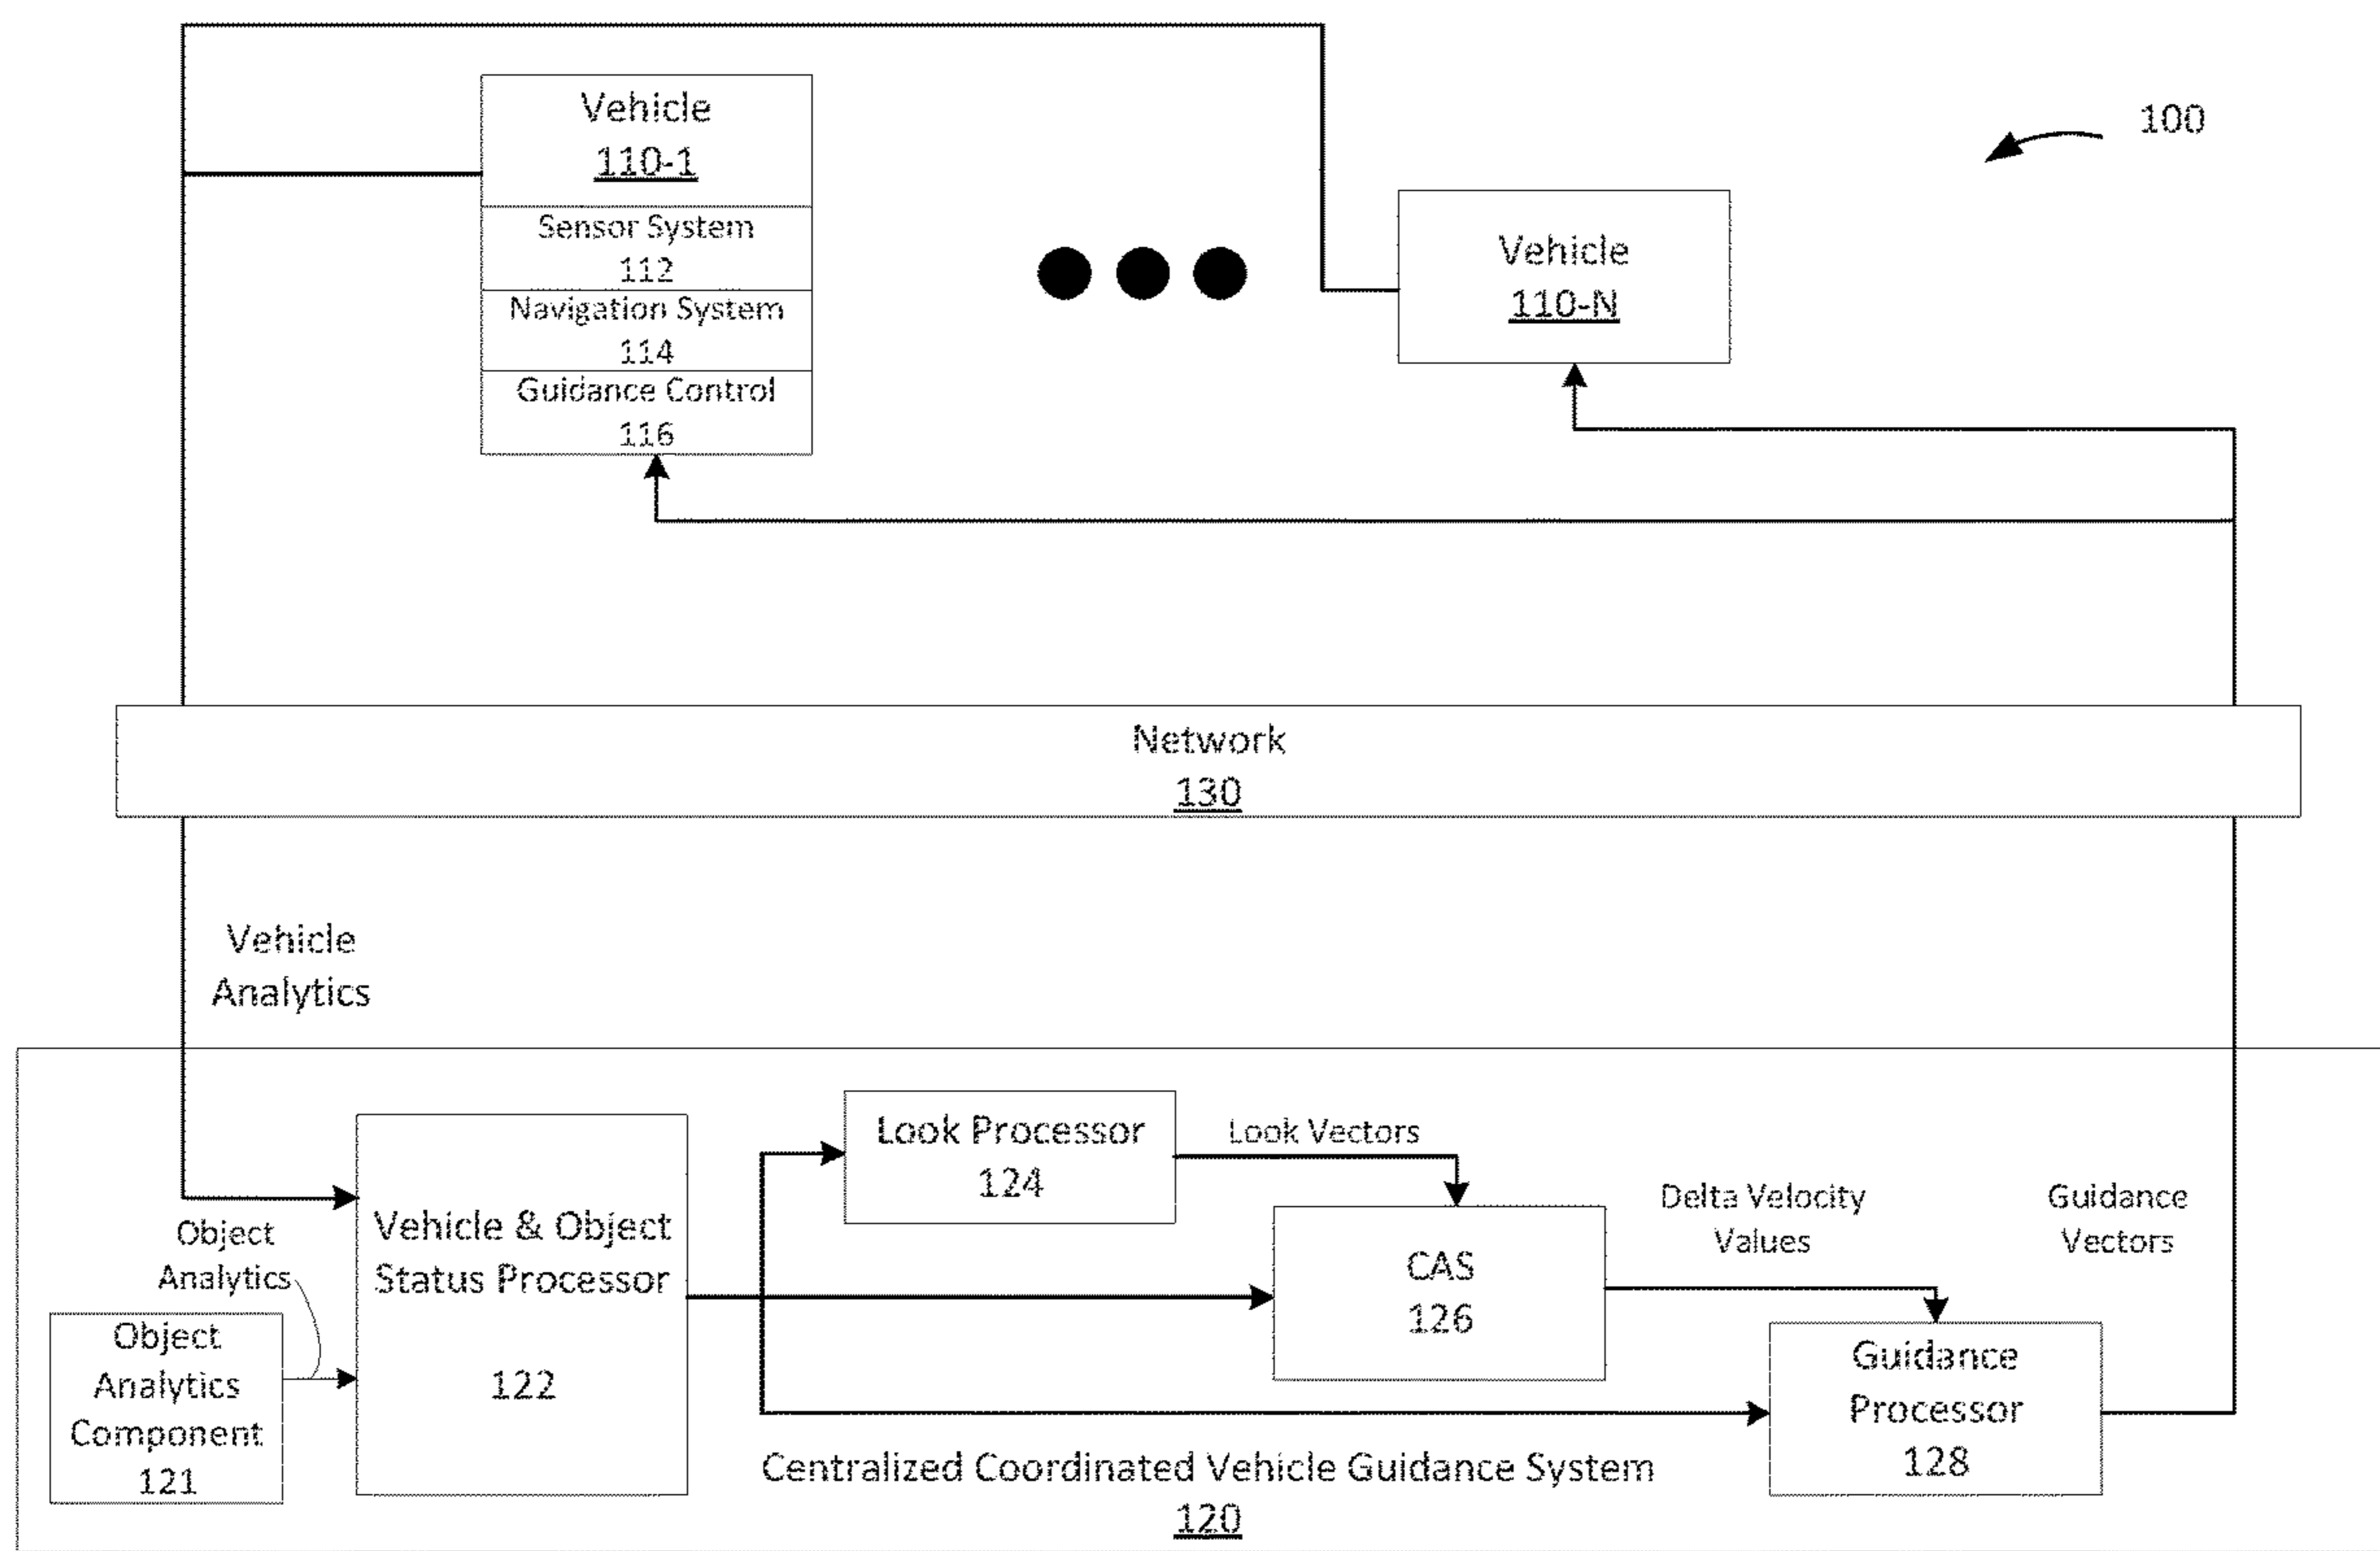 Vehicle
110-1
Sensor System
112
Navigation System
114
Guidance Control
116
Vehicle
110-N
100
Network
130
Vehicle
Analytics
Look Processor
124
Look Vectors
Vehicle & Object
Status Processor
122
Object
Analytics
Object
Analytics
Component
121
CAS
126
Delta Velocity
Values
Guidance
Vectors
Guidance
Processor
128
Centralized Coordinated Vehicle Guidance System
120